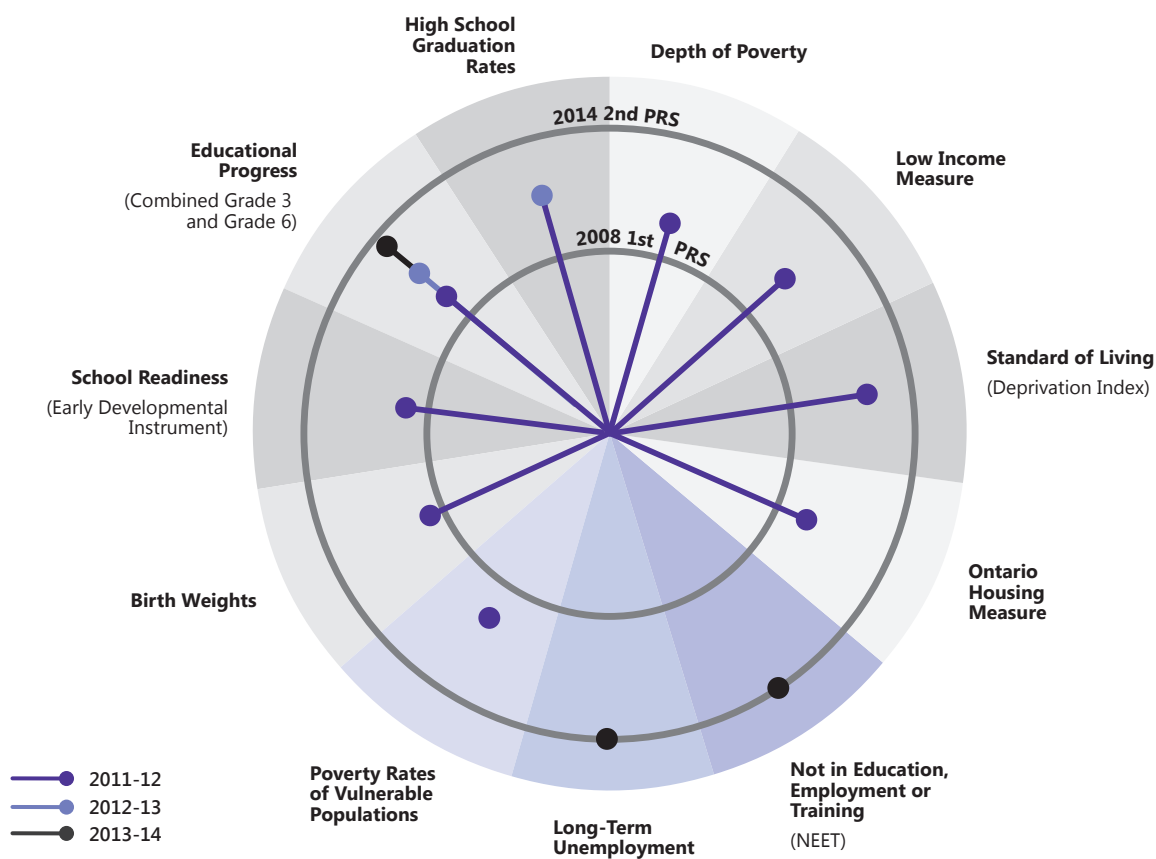 High School
Graduation
Rates
Depth of Poverty
2014 2nd PRS
Educational
Progress
(Combined Grade 3
and Grade 6)
Low Income
Measure
2008 1st PRS
School Readiness
(Early Developmental
Instrument)
Standard of Living
(Deprivation Index)
Birth Weights
Ontario
Housing
Measure
Poverty Rates
of Vulnerable
Populations
Long-Term
Unemployment
Not in Education,
Employment or
Training
(NEET)
2011-12
2012-13
2013-14